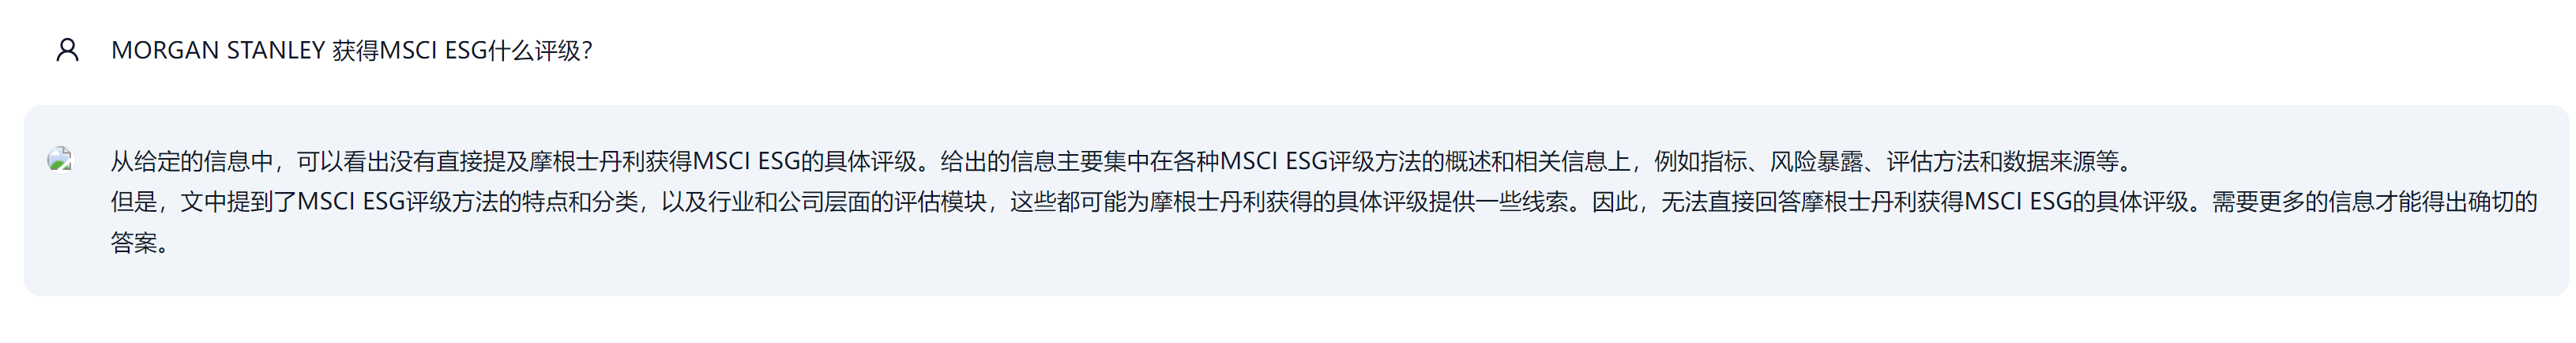 MORGAN STANLEY 获得MSCI ESG什么评级?
从给定的信息中，可以看出没有直接提及摩根士丹利获得MSCI ESG的具体评级。给出的信息主要集中在各种MSCI ESG评级方法的概述和相关信息上，例如指标、风险暴露、评估方法和数据来源等。
但是，文中提到了MSCI ESG评级方法的特点和分类，以及行业和公司层面的评估模块，这些都可能为摩根士丹利获得的具体评级提供一些线索。因此，无法直接回答摩根士丹利获得MSCI ESG的具体评级。需要更多的信息才能得出确切的
答案。